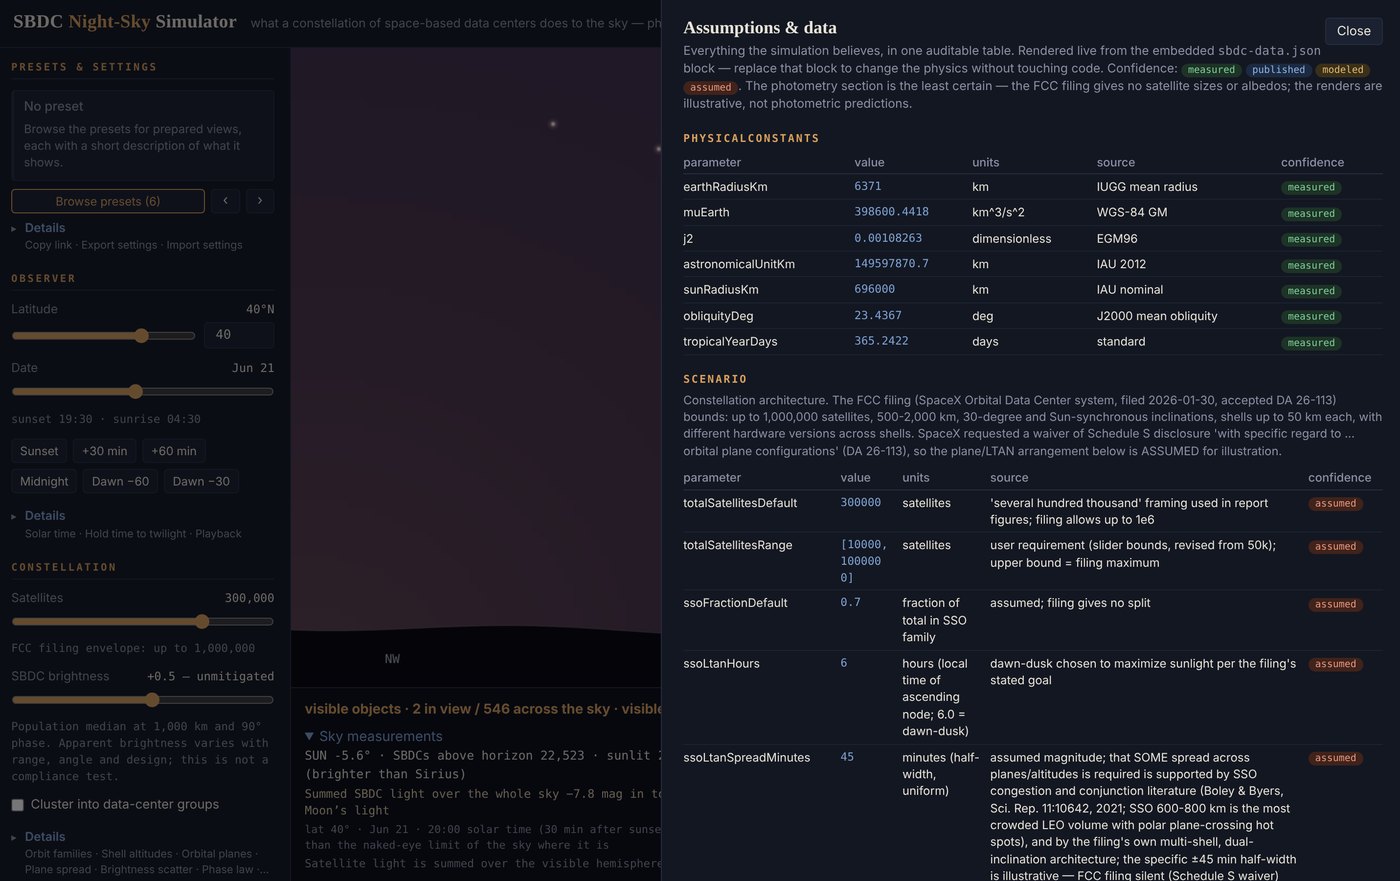 SBDC Night-Sky Simulator
what a constellation of space-based data centers does to the sky — ph
PRESETS & SETTINGS
No preset
Browse the presets for prepared views,
each with a short description of what it
shows.
Browse presets (6)
‹
›
▸ Details
Copy link · Export settings · Import settings
OBSERVER
Latitude 40°N
40
Date Jun 21
sunset 19:30 · sunrise 04:30
Sunset +30 min +60 min
Midnight Dawn −60 Dawn −30
▸ Details
Solar time · Hold time to twilight · Playback
CONSTELLATION
Satellites 300,000
FCC filing envelope: up to 1,000,000
SBDC brightness +0.5 — unmitigated
Population median at 1,000 km and 90°
phase. Apparent brightness varies with
range, angle and design; this is not a
compliance test.
Cluster into data-center groups
▸ Details
Orbit families · Shell altitudes · Orbital planes ·
Plane spread · Brightness scatter · Phase law ·…
NW
visible objects · 2 in view / 546 across the sky · visible
▼ Sky measurements
SUN -5.6° · SBDCs above horizon 22,523 · sunlit 2
(brighter than Sirius)
Summed SBDC light over the whole sky −7.8 mag in to
Moon's light
lat 40° · Jun 21 · 20:00 solar time (30 min after sunse
than the naked-eye limit of the sky where it is
Satellite light is summed over the visible hemisphere
Assumptions & data
Close
Everything the simulation believes, in one auditable table. Rendered live from the embedded sbdc-data.json
block — replace that block to change the physics without touching code. Confidence: measured published modeled
assumed. The photometry section is the least certain — the FCC filing gives no satellite sizes or albedos; the renders are
illustrative, not photometric predictions.
PHYSICALCONSTANTS
parameter value units source confidence
earthRadiusKm 6371 km IUGG mean radius measured
muEarth 398600.4418 km^3/s^2 WGS-84 GM measured
j2 0.00108263 dimensionless EGM96 measured
astronomicalUnitKm 149597870.7 km IAU 2012 measured
sunRadiusKm 696000 km IAU nominal measured
obliquityDeg 23.4367 deg J2000 mean obliquity measured
tropicalYearDays 365.2422 days standard measured
SCENARIO
Constellation architecture. The FCC filing (SpaceX Orbital Data Center system, filed 2026-01-30, accepted DA 26-113)
bounds: up to 1,000,000 satellites, 500-2,000 km, 30-degree and Sun-synchronous inclinations, shells up to 50 km each, with
different hardware versions across shells. SpaceX requested a waiver of Schedule S disclosure 'with specific regard to ...
orbital plane configurations' (DA 26-113), so the plane/LTAN arrangement below is ASSUMED for illustration.
parameter value units source confidence
totalSatellitesDefault 300000 satellites 'several hundred thousand' framing used in report assumed
figures; filing allows up to 1e6
totalSatellitesRange [10000, satellites user requirement (slider bounds, revised from 50k); assumed
100000 upper bound = filing maximum
0]
ssoFractionDefault 0.7 fraction of assumed; filing gives no split assumed
total in SSO
family
ssoLtanHours 6 hours (local dawn-dusk chosen to maximize sunlight per the filing's assumed
time of stated goal
ascending
node; 6.0 =
dawn-dusk)
ssoLtanSpreadMinutes 45 minutes (half- assumed magnitude; that SOME spread across assumed
width, planes/altitudes is required is supported by SSO
uniform) congestion and conjunction literature (Boley & Byers,
Sci. Rep. 11:10642, 2021; SSO 600-800 km is the most
crowded LEO volume with polar plane-crossing hot
spots), and by the filing's own multi-shell, dual-
inclination architecture; the specific ±45 min half-width
is illustrative — FCC filing silent (Schedule S waiver)